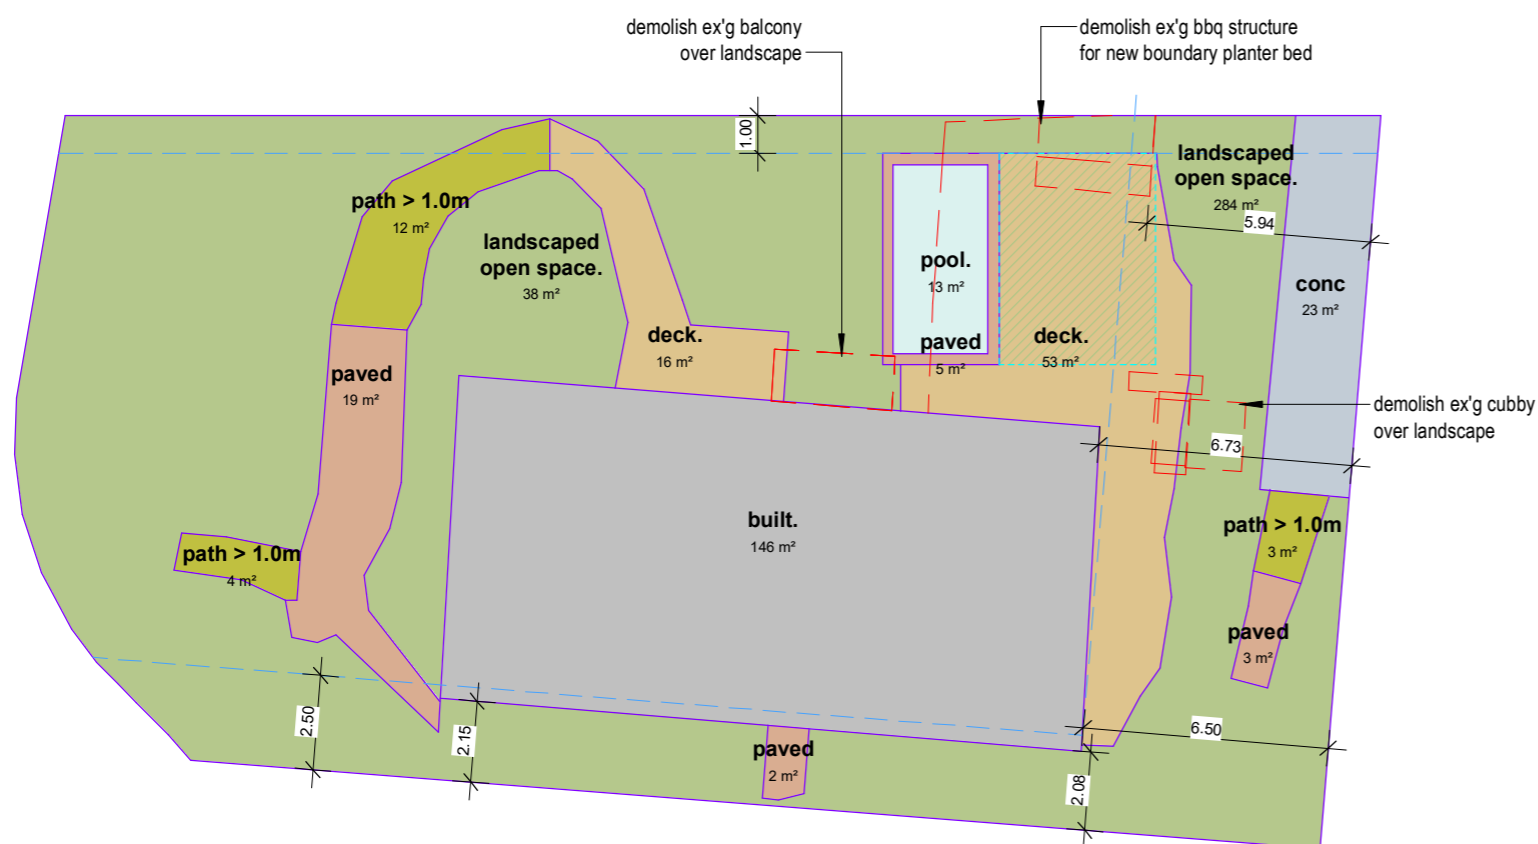 demolish ex'g balcony
over landscape
demolish ex'g bbq structure
for new boundary planter bed
1.00
landscaped
open space.
284 m²
5.94
path > 1.0m
12 m²
landscaped
open space.
38 m²
pool.
13 m²
conc
23 m²
deck.
16 m²
paved
5 m²
deck.
53 m²
paved
19 m²
demolish ex'g cubby
over landscape
6.73
built.
146 m²
path > 1.0m
3 m²
path > 1.0m
4 m²
paved
3 m²
2.50
2.15
6.50
paved
2 m²
2.08